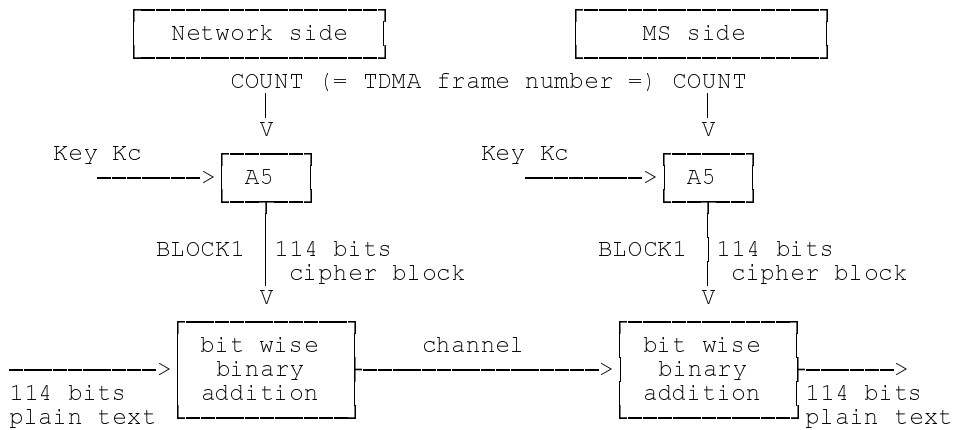 Network side
MS side
COUNT (= TDMA frame number =) COUNT
V
V
Key Kc
A5
Key Kc
A5
BLOCK1
114 bits
cipher block
BLOCK1
114 bits
cipher block
V
V
bit wise
binary
addition
channel
bit wise
binary
addition
114 bits
plain text
114 bits
plain text